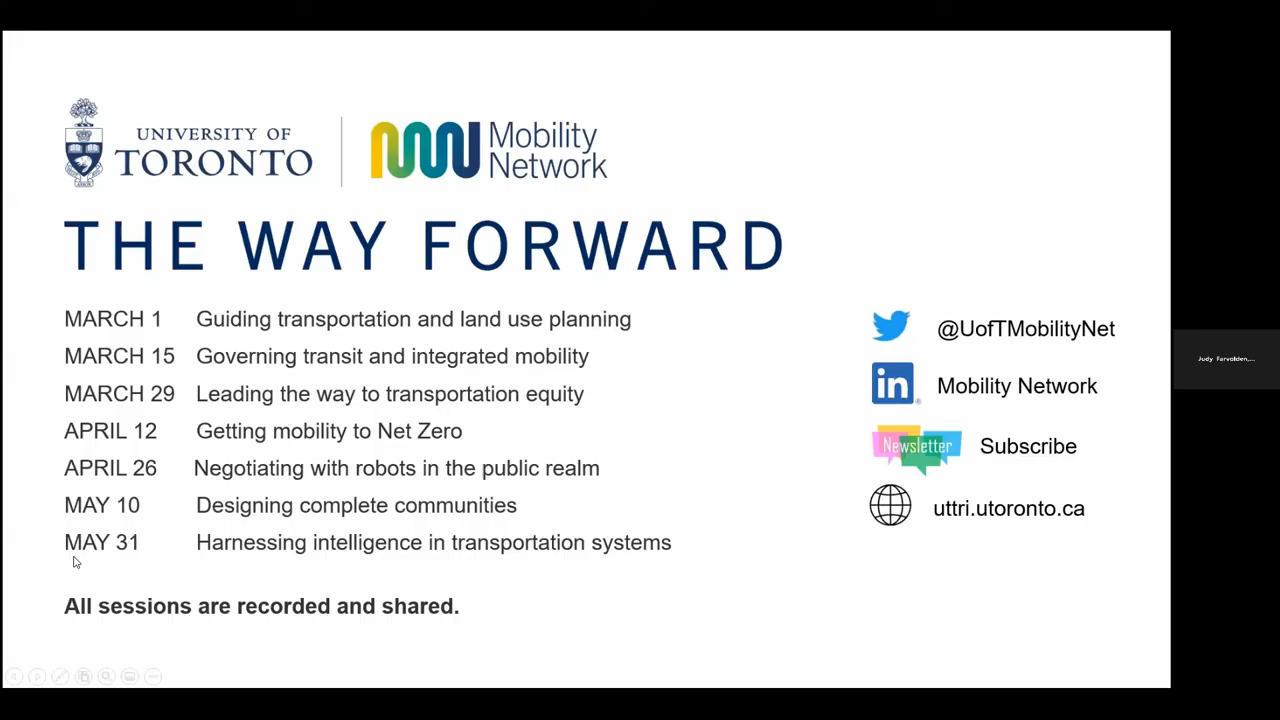 UNIVERSITY OF
TORONTO
Mobility
Network
THE WAY FORWARD
MARCH 1 Guiding transportation and land use planning
MARCH 15 Governing transit and integrated mobility
MARCH 29 Leading the way to transportation equity
APRIL 12 Getting mobility to Net Zero
APRIL 26 Negotiating with robots in the public realm
MAY 10 Designing complete communities
MAY 31 Harnessing intelligence in transportation systems
All sessions are recorded and shared.
@UofTMobilityNet
in
Mobility Network
Newsletter
Subscribe
uttri.utoronto.ca
Judy Farvolden,...